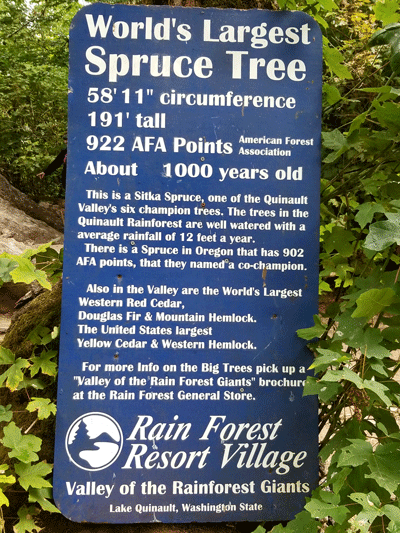 World's Largest
Spruce Tree
58' 11" circumference
191' tall
922 AFA Points American Forest Association
About 1000 years old
This is a Sitka Spruce, one of the Quinault
Valley's six champion trees. The trees in the
Quinault Rainforest are well watered with a
average rainfall of 12 feet a year.
There is a Spruce in Oregon that has 902
AFA points, that they named a co-champion.
Also in the Valley are the World's Largest
Western Red Cedar,
Douglas Fir & Mountain Hemlock.
The United States largest
Yellow Cedar & Western Hemlock.
For more Info on the Big Trees pick up a
"Valley of the Rain Forest Giants" brochure
at the Rain Forest General Store.
Rain Forest
Resort Village
Valley of the Rainforest Giants
Lake Quinault, Washington State